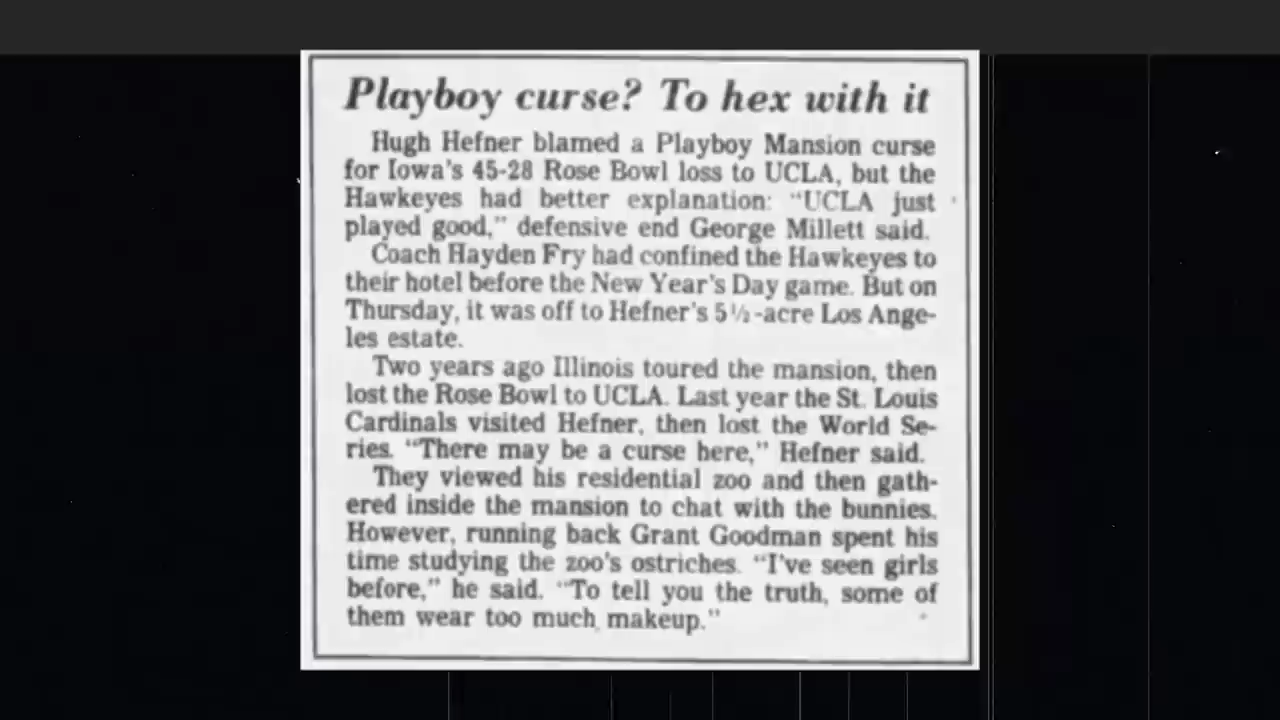 Playboy curse? To hex with it
Hugh Hefner blamed a Playboy Mansion curse
for Iowa's 45-28 Rose Bowl loss to UCLA, but the
Hawkeyes had better explanation: "UCLA just
played good," defensive end George Millett said.
Coach Hayden Fry had confined the Hawkeyes to
their hotel before the New Year's Day game. But on
Thursday, it was off to Hefner's 5½-acre Los Ange-
les estate.
Two years ago Illinois toured the mansion, then
lost the Rose Bowl to UCLA. Last year the St. Louis
Cardinals visited Hefner, then lost the World Se-
ries. "There may be a curse here," Hefner said.
They viewed his residential zoo and then gath-
ered inside the mansion to chat with the bunnies.
However, running back Grant Goodman spent his
time studying the zoo's ostriches. "I've seen girls
before," he said. "To tell you the truth, some of
them wear too much makeup."